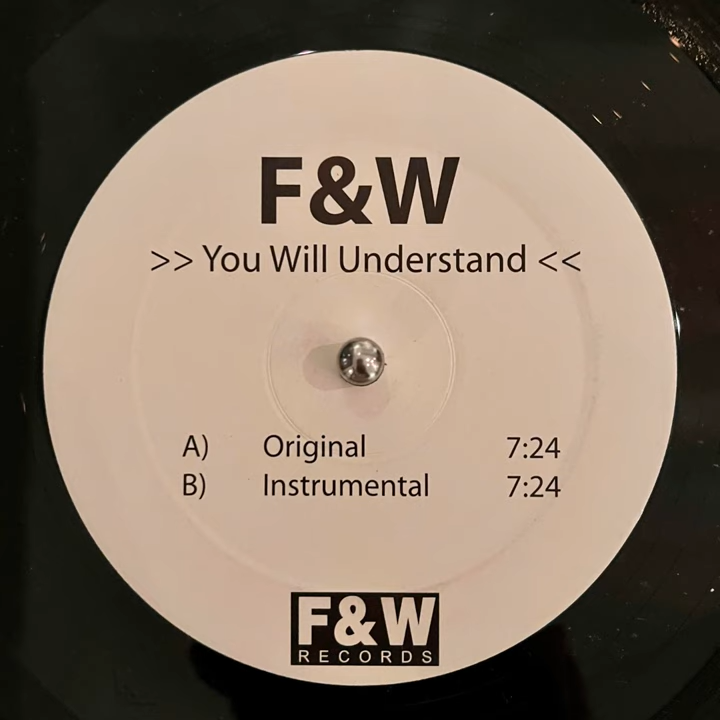 F&W
>> You Will Understand <<
A) Original 7:24
B) Instrumental 7:24
F&W
RECORDS